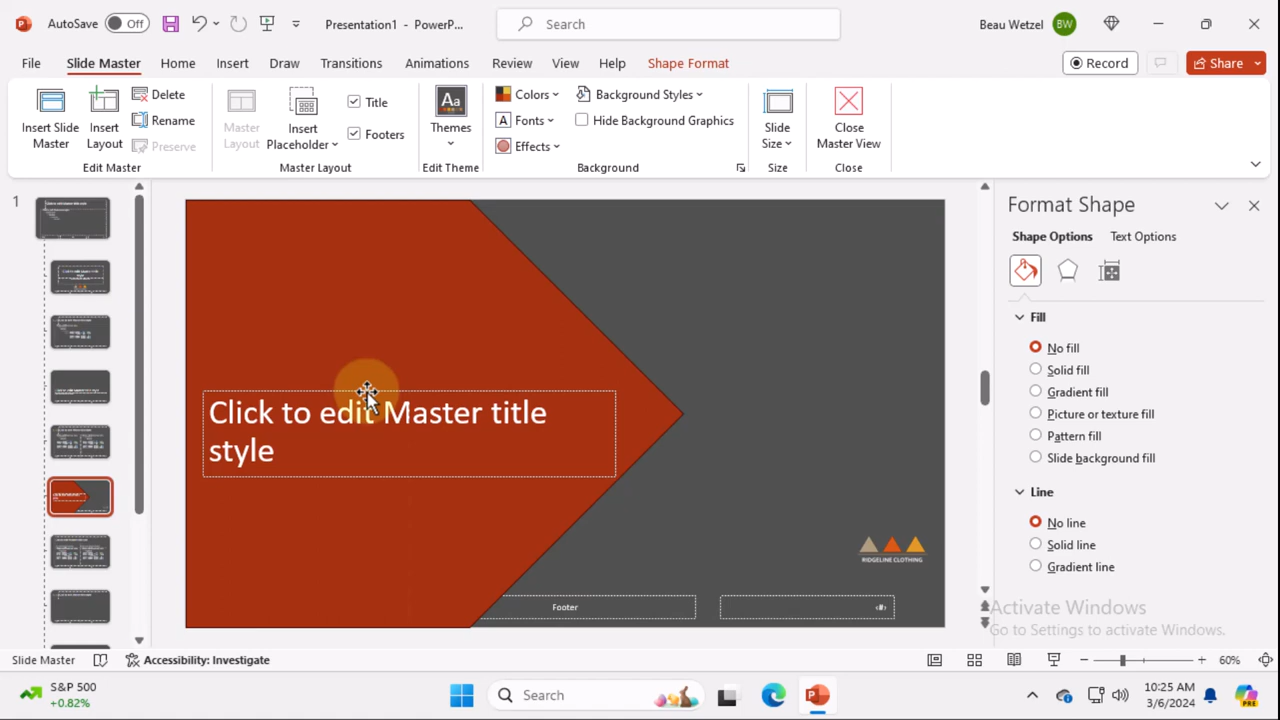 AutoSave Off Presentation1 - PowerP... Search Beau Wetzel BW
File Slide Master Home Insert Draw Transitions Animations Review View Help Shape Format Record Share
Insert Slide Master
Insert Layout
Delete
Rename
Preserve
Edit Master
Master Layout
Insert Placeholder
Title
Footers
Master Layout
Aa
Themes
Edit Theme
Colors
A Fonts
Effects
Background Styles
Hide Background Graphics
Background
Slide Size
Size
Close Master View
Close
1
Click to edit Master title
style
RIDGELINE CLOTHING
Footer
‹#›
Format Shape
Shape Options Text Options
Fill
No fill
Solid fill
Gradient fill
Picture or texture fill
Pattern fill
Slide background fill
Line
No line
Solid line
Gradient line
Activate Windows
Go to Settings to activate Windows.
Slide Master Accessibility: Investigate 60%
S&P 500
+0.82%
Search
10:25 AM
3/6/2024
PRE